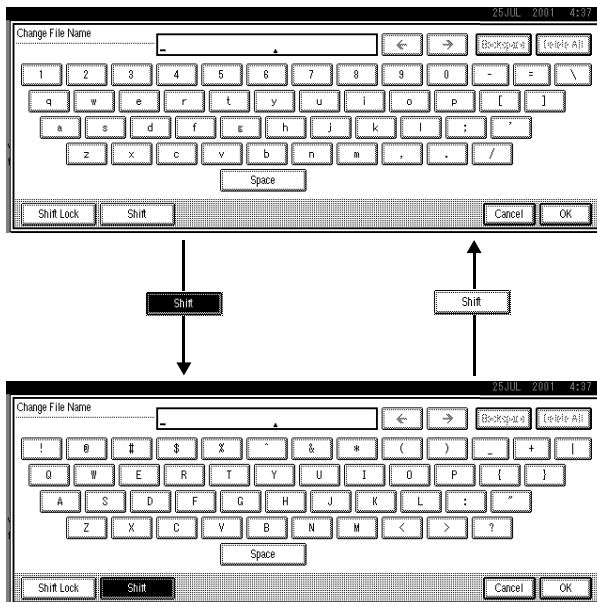 25JUL 2001 4:37
Change File Name
← → Backspace Delete All
1 2 3 4 5 6 7 8 9 0 - = \
q w e r t y u i o p [ ]
a s d f g h j k l ; '
z x c v b n m , . /
Space
Shift Lock Shift Cancel OK
Shift Shift
25JUL 2001 4:37
Change File Name
← → Backspace Delete All
! @ # $ % ^ & * ( ) _ + |
Q W E R T Y U I O P { }
A S D F G H J K L : "
Z X C V B N M < > ?
Space
Shift Lock Shift Cancel OK